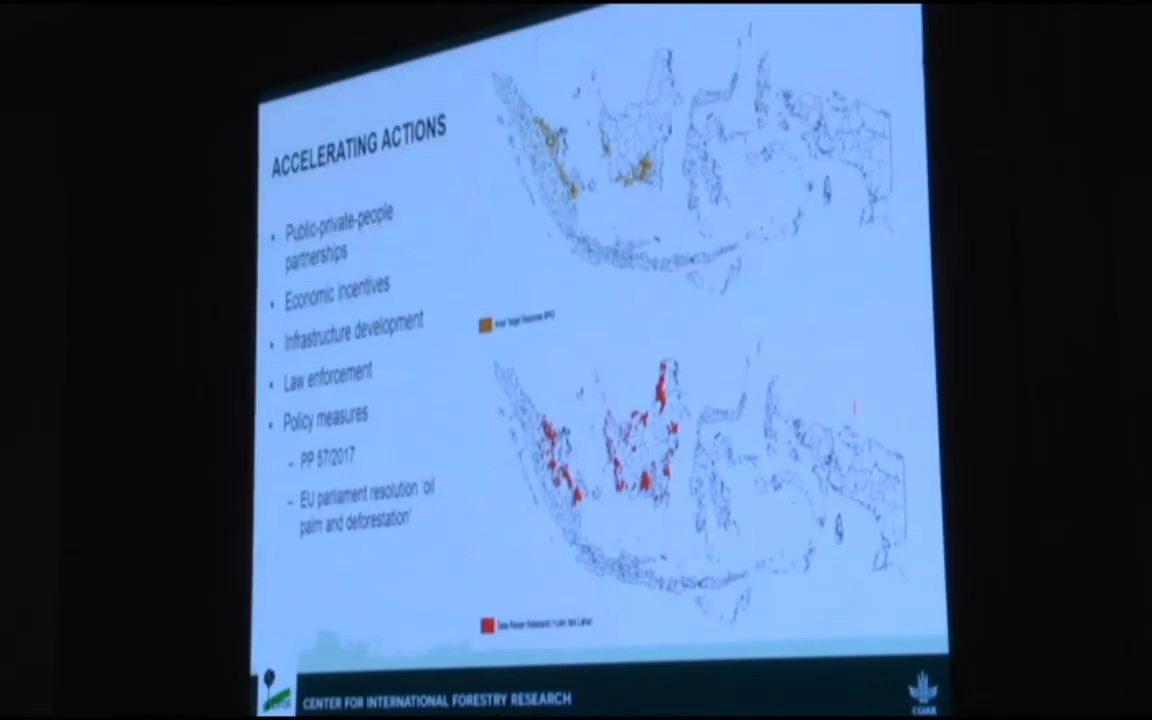 ACCELERATING ACTIONS
• Public-private-people
partnerships
• Economic incentives
• Infrastructure development
• Law enforcement
• Policy measures
– PP 57/2017
– EU parliament resolution 'oil
palm and deforestation'
CENTER FOR INTERNATIONAL FORESTRY RESEARCH
CGIAR